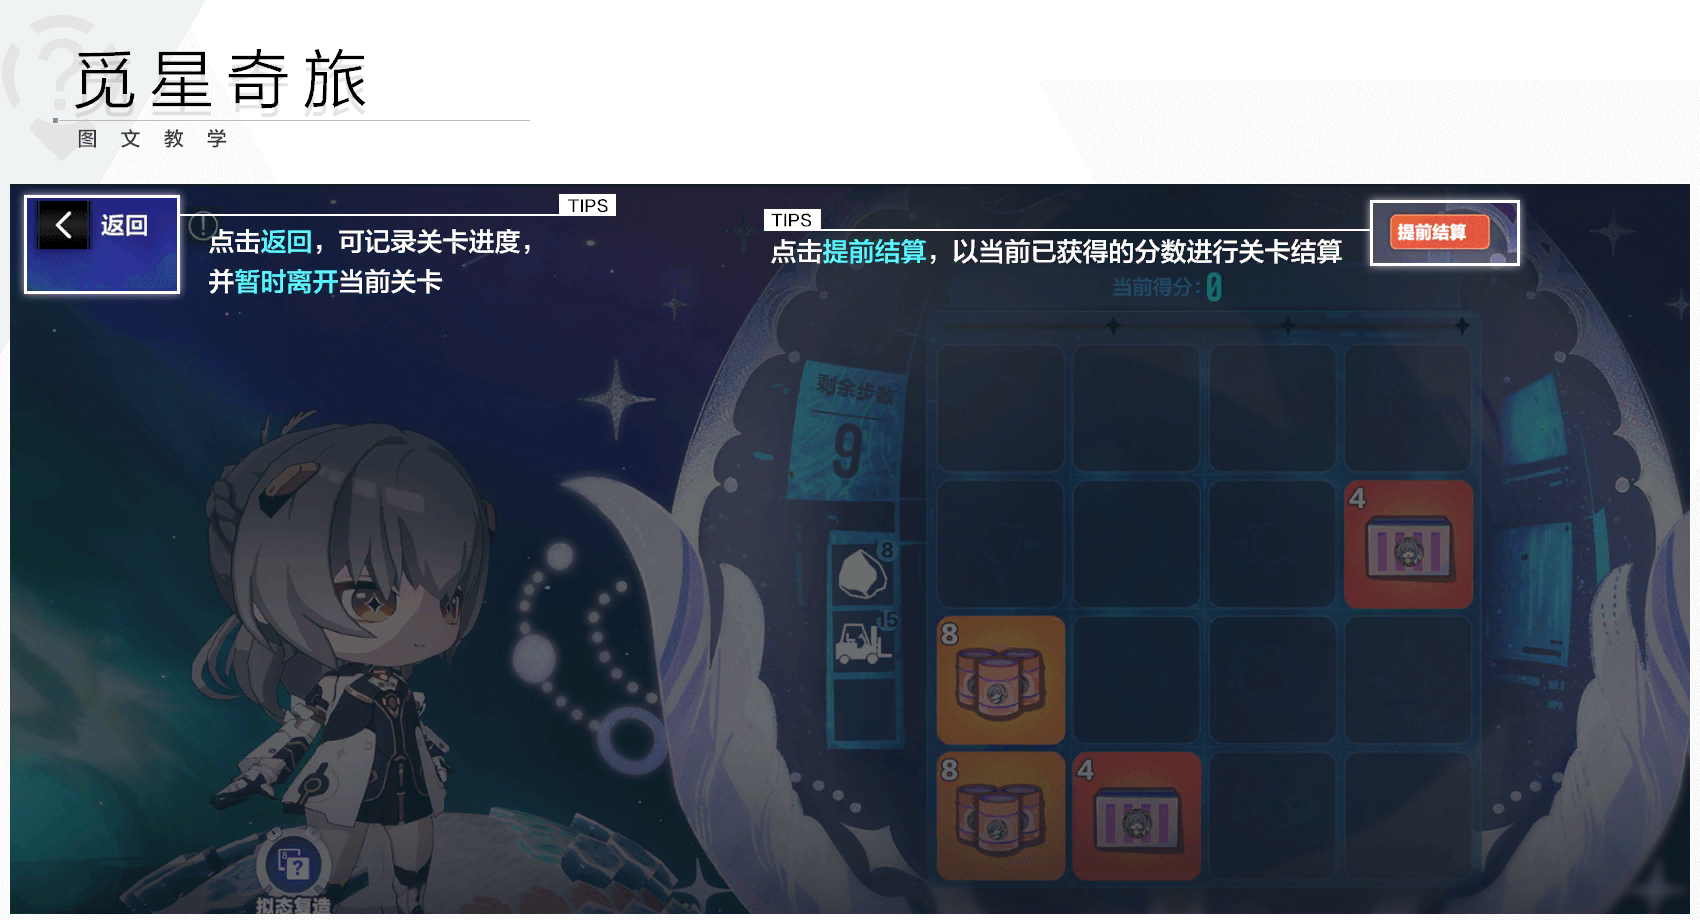 觅星奇旅
图文教学
返回
TIPS
点击返回，可记录关卡进度，
并暂时离开当前关卡
TIPS
点击提前结算，以当前已获得的分数进行关卡结算
提前结算
当前得分：0
剩余步数
9
8
15
4
8
8
4
拟态复造